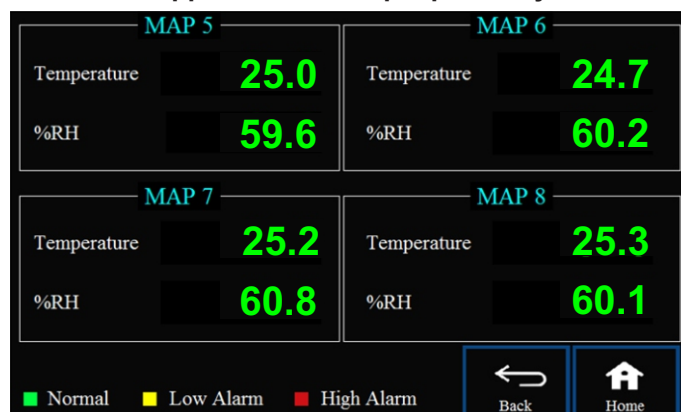 MAP 5
Temperature 25.0
%RH 59.6
MAP 6
Temperature 24.7
%RH 60.2
MAP 7
Temperature 25.2
%RH 60.8
MAP 8
Temperature 25.3
%RH 60.1
Normal Low Alarm High Alarm
Back
Home